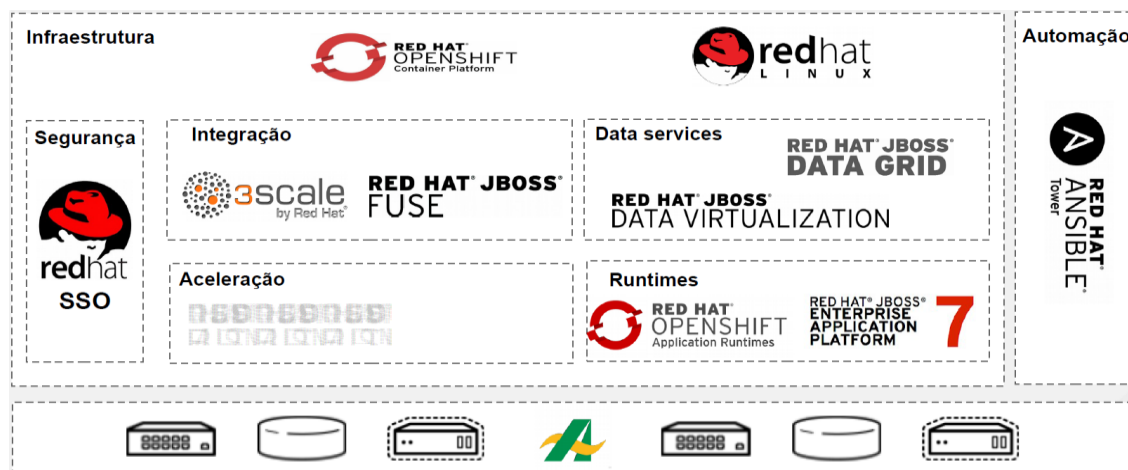 Infraestrutura
RED HAT®
OPENSHIFT
Container Platform
redhat
LINUX
Automação
Segurança
redhat
SSO
Integração
3scale
by Red Hat®
RED HAT® JBOSS®
FUSE
Data services
RED HAT® JBOSS®
DATA GRID
RED HAT® JBOSS®
DATA VIRTUALIZATION
Aceleração
Runtimes
RED HAT®
OPENSHIFT
Application Runtimes
RED HAT® JBOSS®
ENTERPRISE
APPLICATION
PLATFORM
7
RED HAT®
ANSIBLE®
Tower